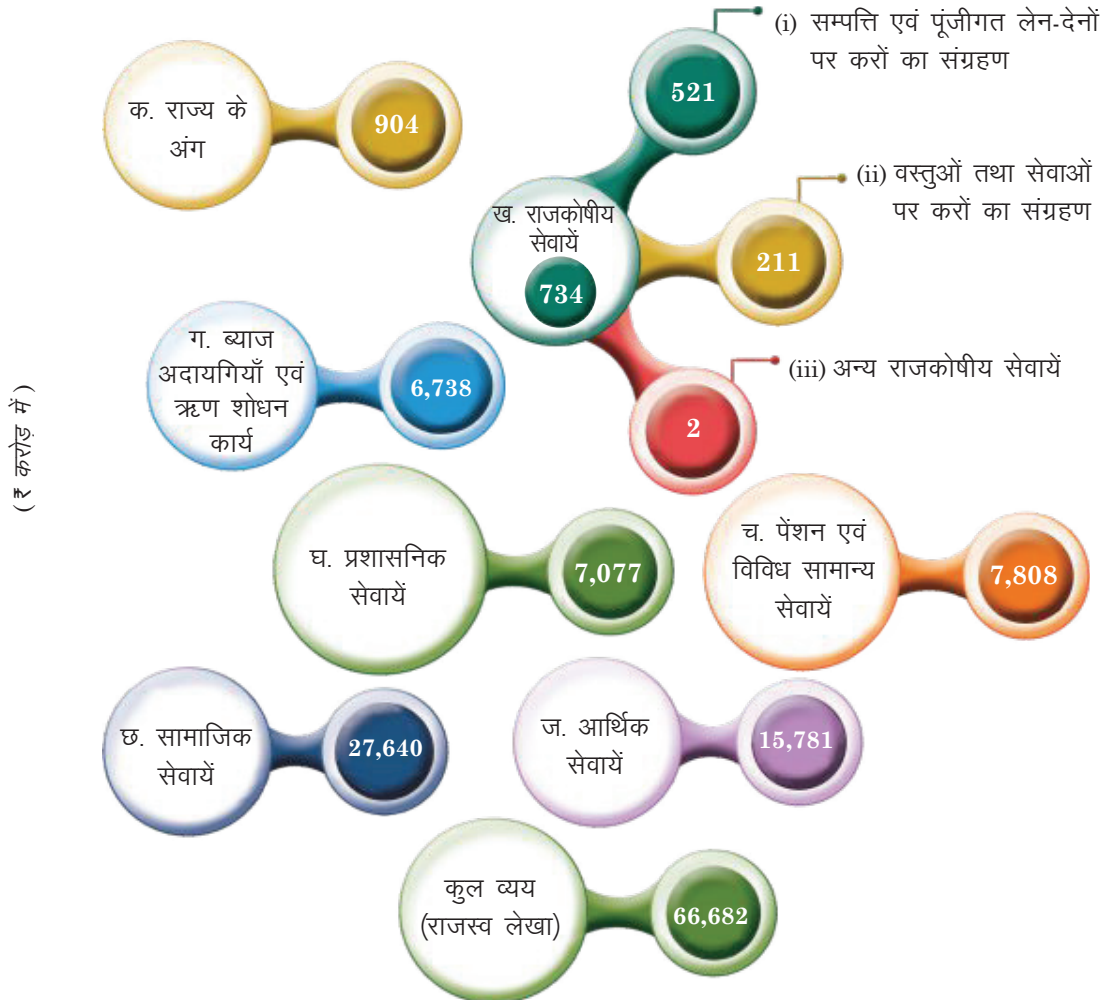 (₹ करोड़ में)
क. राज्य के
अंग
904
ख. राजकोषीय
सेवायें
734
(i) सम्पत्ति एवं पूंजीगत लेन-देनों
पर करों का संग्रहण
521
(ii) वस्तुओं तथा सेवाओं
पर करों का संग्रहण
211
(iii) अन्य राजकोषीय सेवायें
2
ग. ब्याज
अदायगियाँ एवं
ऋण शोधन
कार्य
6,738
घ. प्रशासनिक
सेवायें
7,077
च. पेंशन एवं
विविध सामान्य
सेवायें
7,808
छ. सामाजिक
सेवायें
27,640
ज. आर्थिक
सेवायें
15,781
कुल व्यय
(राजस्व लेखा)
66,682